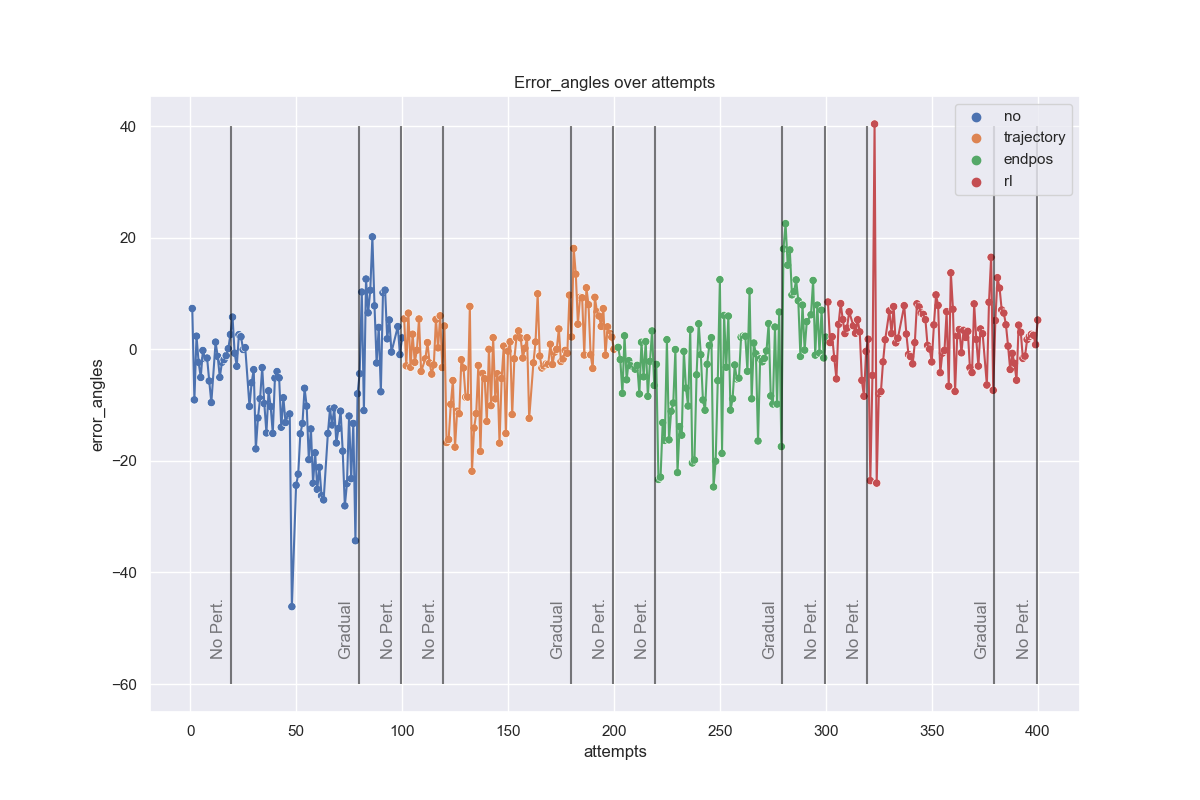 Error_angles over attempts
no
trajectory
endpos
rl
error_angles
40
20
0
−20
−40
−60
No Pert.
Gradual
No Pert.
No Pert.
Gradual
No Pert.
No Pert.
Gradual
No Pert.
No Pert.
Gradual
No Pert.
0
50
100
150
200
250
300
350
400
attempts